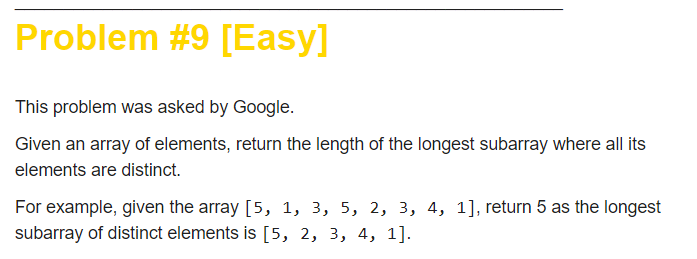 Problem #9 [Easy]
This problem was asked by Google.
Given an array of elements, return the length of the longest subarray where all its
elements are distinct.
For example, given the array [5, 1, 3, 5, 2, 3, 4, 1], return 5 as the longest
subarray of distinct elements is [5, 2, 3, 4, 1].